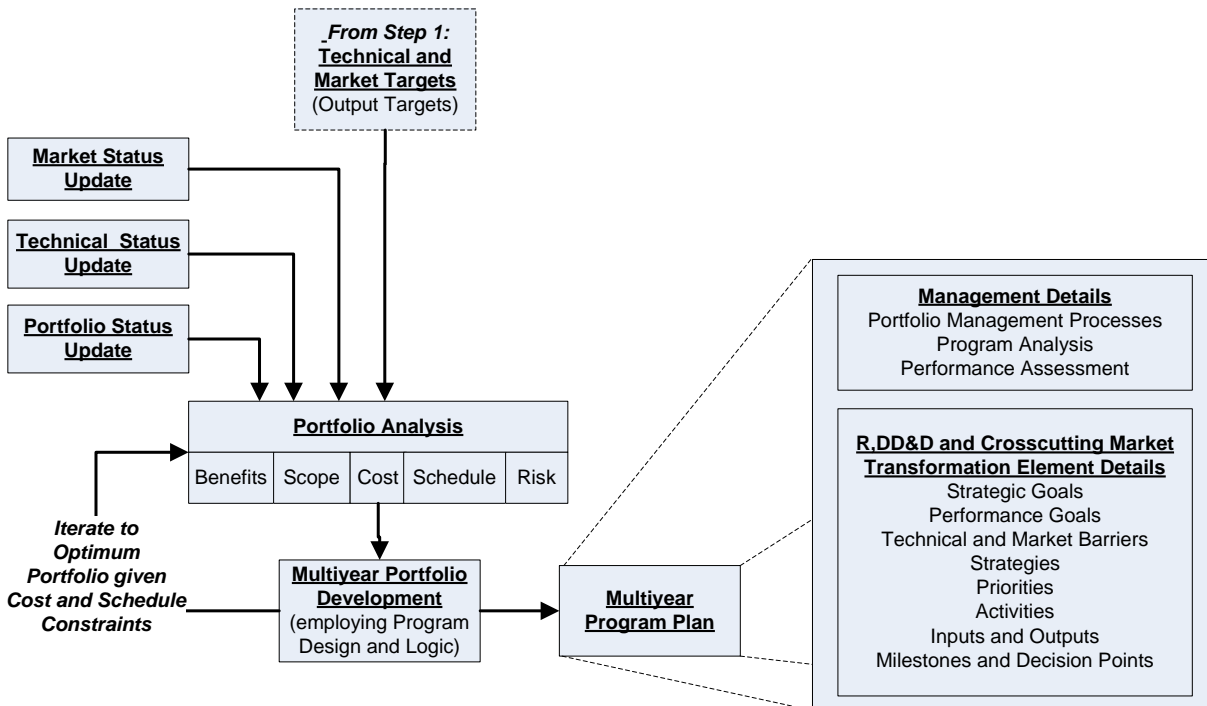 From Step 1:
Technical and
Market Targets
(Output Targets)
Market Status
Update
Technical Status
Update
Portfolio Status
Update
Portfolio Analysis
Benefits Scope Cost Schedule Risk
Iterate to
Optimum
Portfolio given
Cost and Schedule
Constraints
Multiyear Portfolio
Development
(employing Program
Design and Logic)
Multiyear
Program Plan
Management Details
Portfolio Management Processes
Program Analysis
Performance Assessment
R,DD&D and Crosscutting Market
Transformation Element Details
Strategic Goals
Performance Goals
Technical and Market Barriers
Strategies
Priorities
Activities
Inputs and Outputs
Milestones and Decision Points